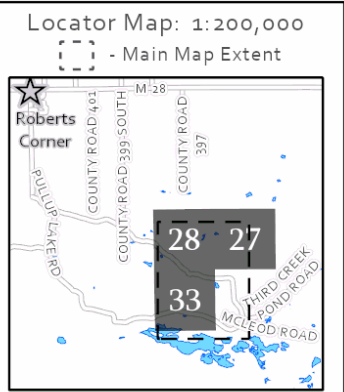 Locator Map: 1:200,000
- Main Map Extent
M-28
Roberts
Corner
COUNTY ROAD 401
COUNTY ROAD 399 SOUTH
COUNTY ROAD
397
PULLUP LAKE RD
28
27
33
THIRD CREEK
POND ROAD
MCLEOD ROAD